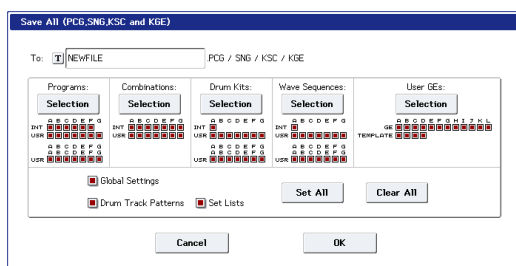 Save All (PCG,SNG,KSC and KGE)
To: T NEWFILE .PCG / SNG / KSC / KGE
Programs: Combinations: Drum Kits: Wave Sequences: User GEs:
Selection Selection Selection Selection Selection
A B C D E F G A B C D E F G A B C D E F G A B C D E F G A B C D E F G H I J K L
INT INT INT INT GE
USR USR USR USR TEMPLATE
A B C D E F G A B C D E F G A B C D E F G
A B C D E F G A B C D E F G A B C D E F G
USR USR USR
Global Settings
Drum Track Patterns Set Lists Set All Clear All
Cancel OK